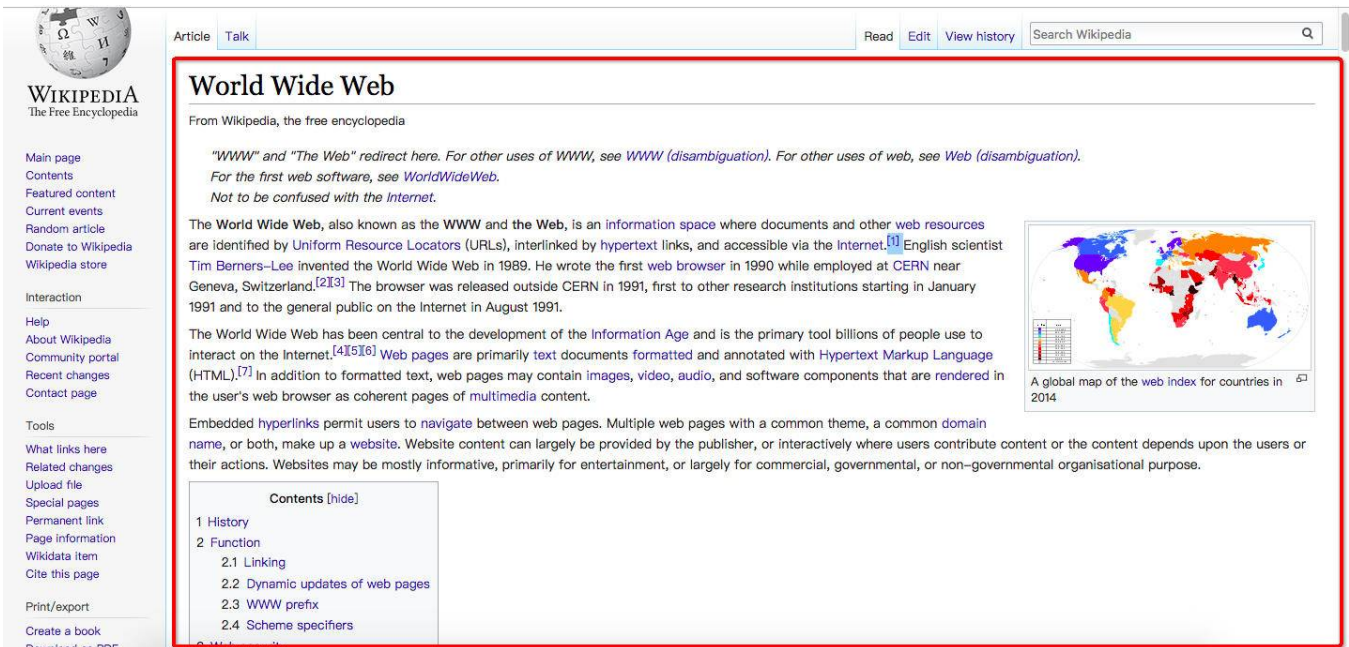 Ω
W
И
維
7
WIKIPEDIA
The Free Encyclopedia
Main page
Contents
Featured content
Current events
Random article
Donate to Wikipedia
Wikipedia store
Interaction
Help
About Wikipedia
Community portal
Recent changes
Contact page
Tools
What links here
Related changes
Upload file
Special pages
Permanent link
Page information
Wikidata item
Cite this page
Print/export
Create a book
Download as PDF
Article Talk
Read Edit View history Search Wikipedia
World Wide Web
From Wikipedia, the free encyclopedia
"WWW" and "The Web" redirect here. For other uses of WWW, see WWW (disambiguation). For other uses of web, see Web (disambiguation).
For the first web software, see WorldWideWeb.
Not to be confused with the Internet.
The World Wide Web, also known as the WWW and the Web, is an information space where documents and other web resources
are identified by Uniform Resource Locators (URLs), interlinked by hypertext links, and accessible via the Internet.[1] English scientist
Tim Berners–Lee invented the World Wide Web in 1989. He wrote the first web browser in 1990 while employed at CERN near
Geneva, Switzerland.[2][3] The browser was released outside CERN in 1991, first to other research institutions starting in January
1991 and to the general public on the Internet in August 1991.
The World Wide Web has been central to the development of the Information Age and is the primary tool billions of people use to
interact on the Internet.[4][5][6] Web pages are primarily text documents formatted and annotated with Hypertext Markup Language
(HTML).[7] In addition to formatted text, web pages may contain images, video, audio, and software components that are rendered in
the user's web browser as coherent pages of multimedia content.
A global map of the web index for countries in
2014
Embedded hyperlinks permit users to navigate between web pages. Multiple web pages with a common theme, a common domain
name, or both, make up a website. Website content can largely be provided by the publisher, or interactively where users contribute content or the content depends upon the users or
their actions. Websites may be mostly informative, primarily for entertainment, or largely for commercial, governmental, or non–governmental organisational purpose.
Contents [hide]
1 History
2 Function
2.1 Linking
2.2 Dynamic updates of web pages
2.3 WWW prefix
2.4 Scheme specifiers